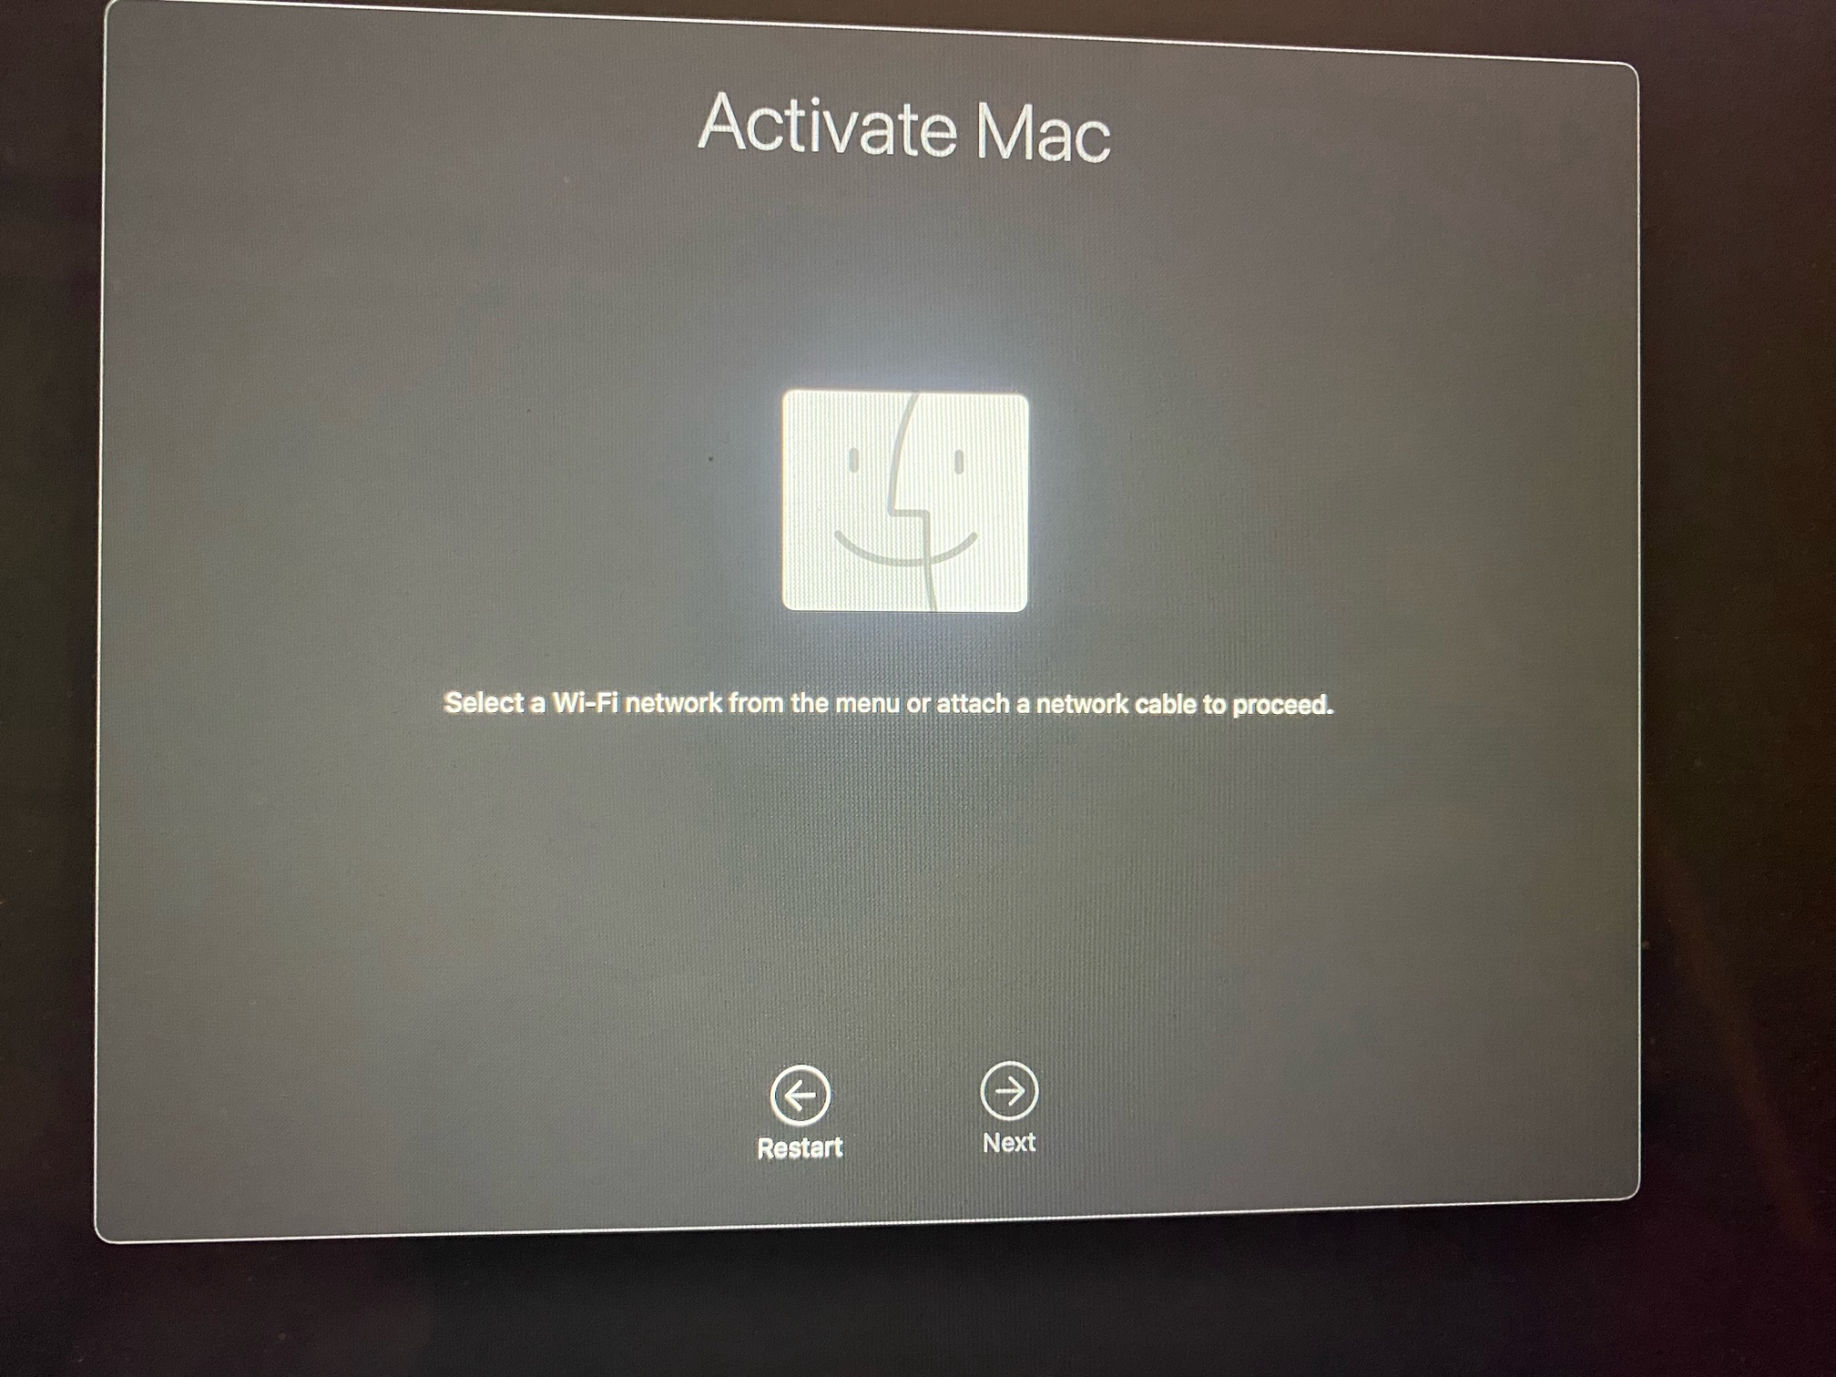 Activate Mac
Select a Wi-Fi network from the menu or attach a network cable to proceed.
Restart
Next